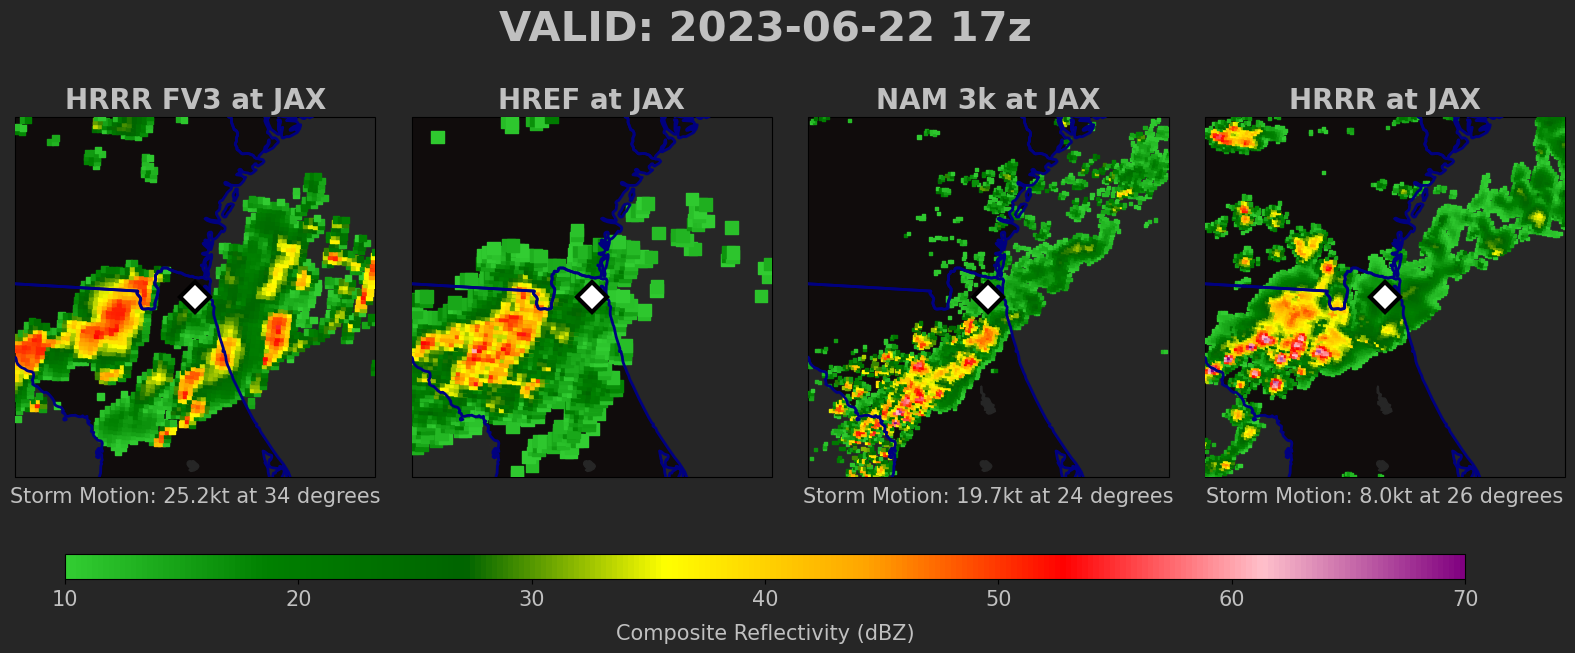 VALID: 2023-06-22 17z
HRRR FV3 at JAX
HREF at JAX
NAM 3k at JAX
HRRR at JAX
Storm Motion: 25.2kt at 34 degrees
Storm Motion: 19.7kt at 24 degrees
Storm Motion: 8.0kt at 26 degrees
10 20 30 40 50 60 70
Composite Reflectivity (dBZ)